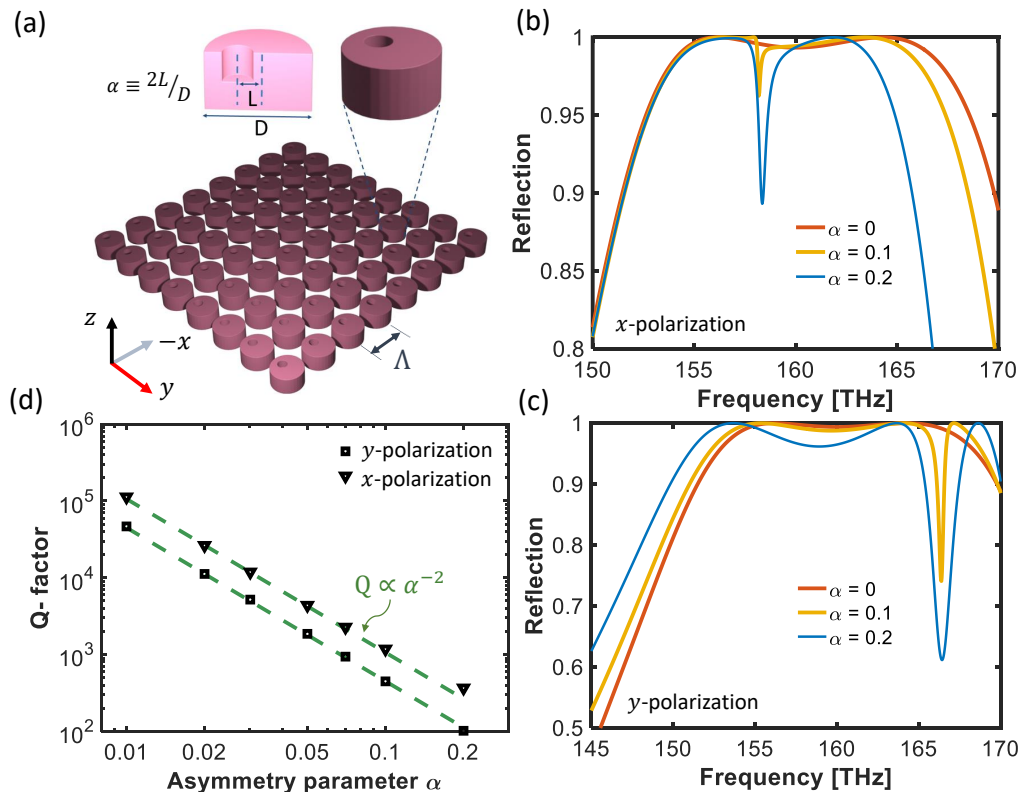 (a)
α ≡ 2L/D
L
D
z
−x
y
Λ
(b)
Reflection
1
0.95
0.9
0.85
0.8
α = 0
α = 0.1
α = 0.2
x-polarization
150 155 160 165 170
Frequency [THz]
(c)
Reflection
1
0.9
0.8
0.7
0.6
0.5
α = 0
α = 0.1
α = 0.2
y-polarization
145 150 155 160 165 170
Frequency [THz]
(d)
Q- factor
10^6
10^5
10^4
10^3
10^2
y-polarization
x-polarization
Q ∝ α^−2
0.01 0.02 0.05 0.1 0.2
Asymmetry parameter α